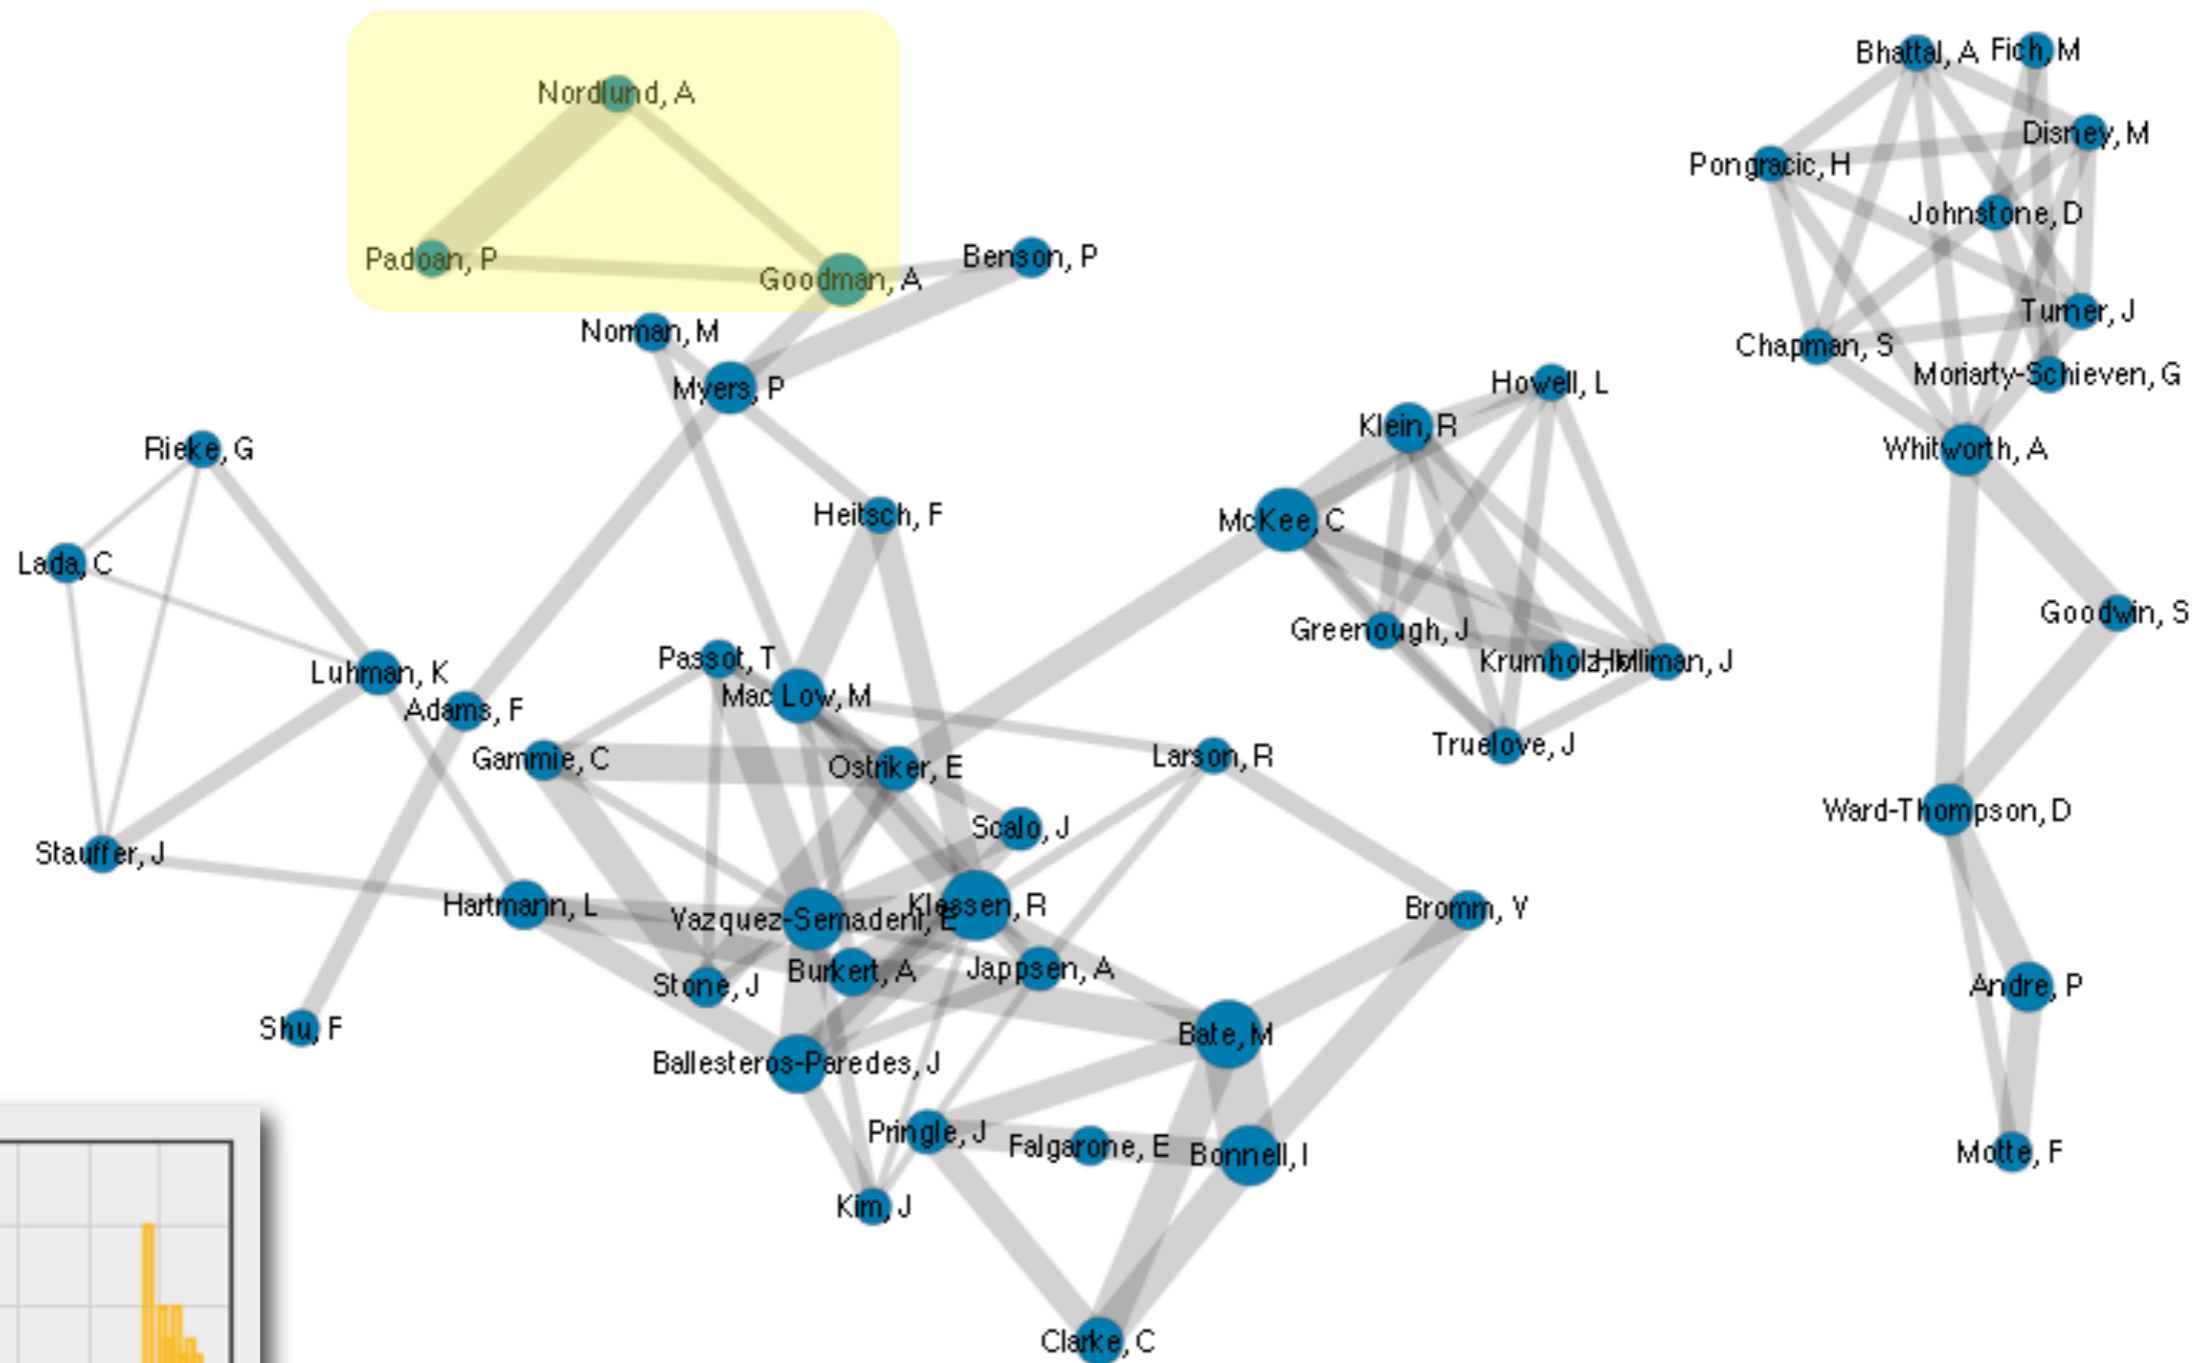 Bhattal, A
Fich, M
Nordlund, A
Disney, M
Pongracic, H
Johnstone, D
Padoan, P
Goodman, A
Benson, P
Turner, J
Norman, M
Chapman, S
Moriarty-Schieven, G
Myers, P
Howell, L
Klein, R
Rieke, G
Whitworth, A
Heitsch, F
McKee, C
Lada, C
Goodwin, S
Greenough, J
Passot, T
Krumholz, M
Holliman, J
Luhman, K
Mac Low, M
Adams, F
Truelove, J
Gammie, C
Ostriker, E
Larson, R
Ward-Thompson, D
Scalo, J
Stauffer, J
Hartmann, L
Vazquez-Semadeni, E
Klessen, R
Bromm, V
Burkert, A
Jappsen, A
Stone, J
Andre, P
Shu, F
Bate, M
Ballesteros-Paredes, J
Pringle, J
Falgarone, E
Bonnell, I
Motte, F
Kim, J
Clarke, C